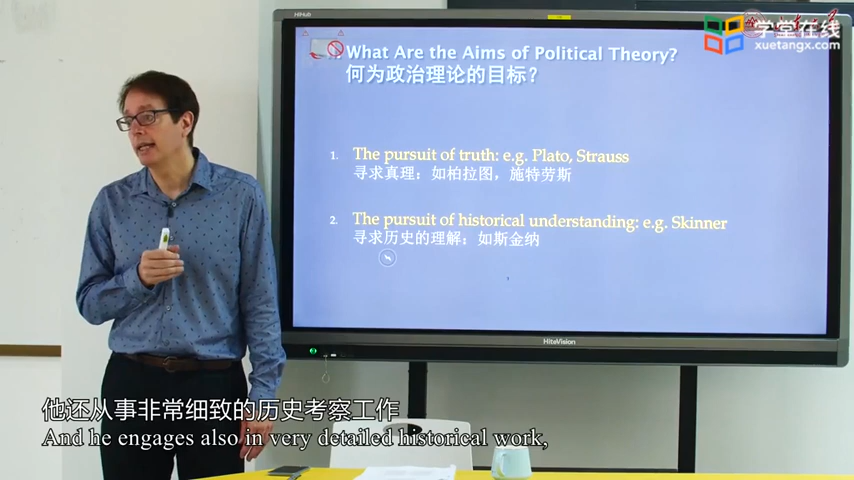 HiHub
What Are the Aims of Political Theory?
何为政治理论的目标？
学堂在线
xuetangx.com
1. The pursuit of truth: e.g. Plato, Strauss
寻求真理：如柏拉图，施特劳斯
2. The pursuit of historical understanding: e.g. Skinner
寻求历史的理解：如斯金纳
HiteVision
他还从事非常细致的历史考察工作
And he engages also in very detailed historical work,